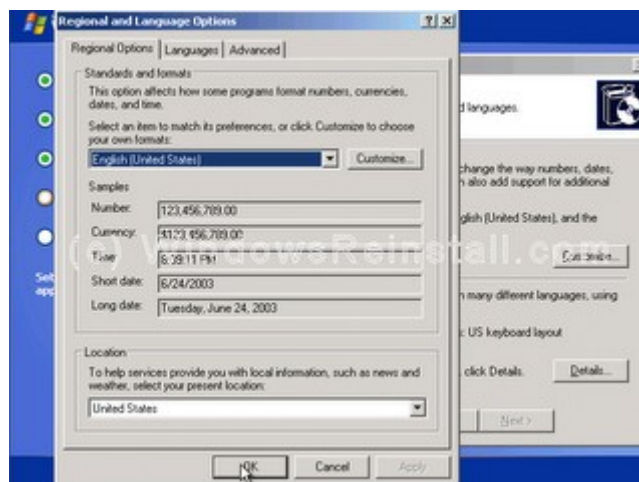 Regional and Language Options
Regional Options Languages Advanced
Standards and formats
This option affects how some programs format numbers, currencies,
dates, and time.
Select an item to match its preferences, or click Customize to choose
your own formats:
English (United States) Customize...
Samples
Number: 123,456,789.00
Currency: $123,456,789.00
Time: 6:09:11 PM
Short date: 6/24/2003
Long date: Tuesday, June 24, 2003
Location
To help services provide you with local information, such as news and
weather, select your present location:
United States
OK Cancel Apply
d languages.
change the way numbers, dates,
n also add support for additional
glish (United States), and the
Customize...
n many different languages, using
: US keyboard layout
click Details. Details...
Next >
Set
app
(c) WindowsReinstall.com